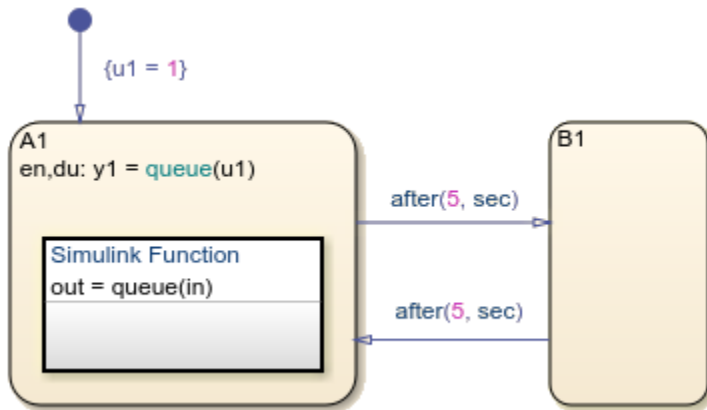 {u1 = 1}
A1
en,du: y1 = queue(u1)
Simulink Function
out = queue(in)
after(5, sec)
after(5, sec)
B1